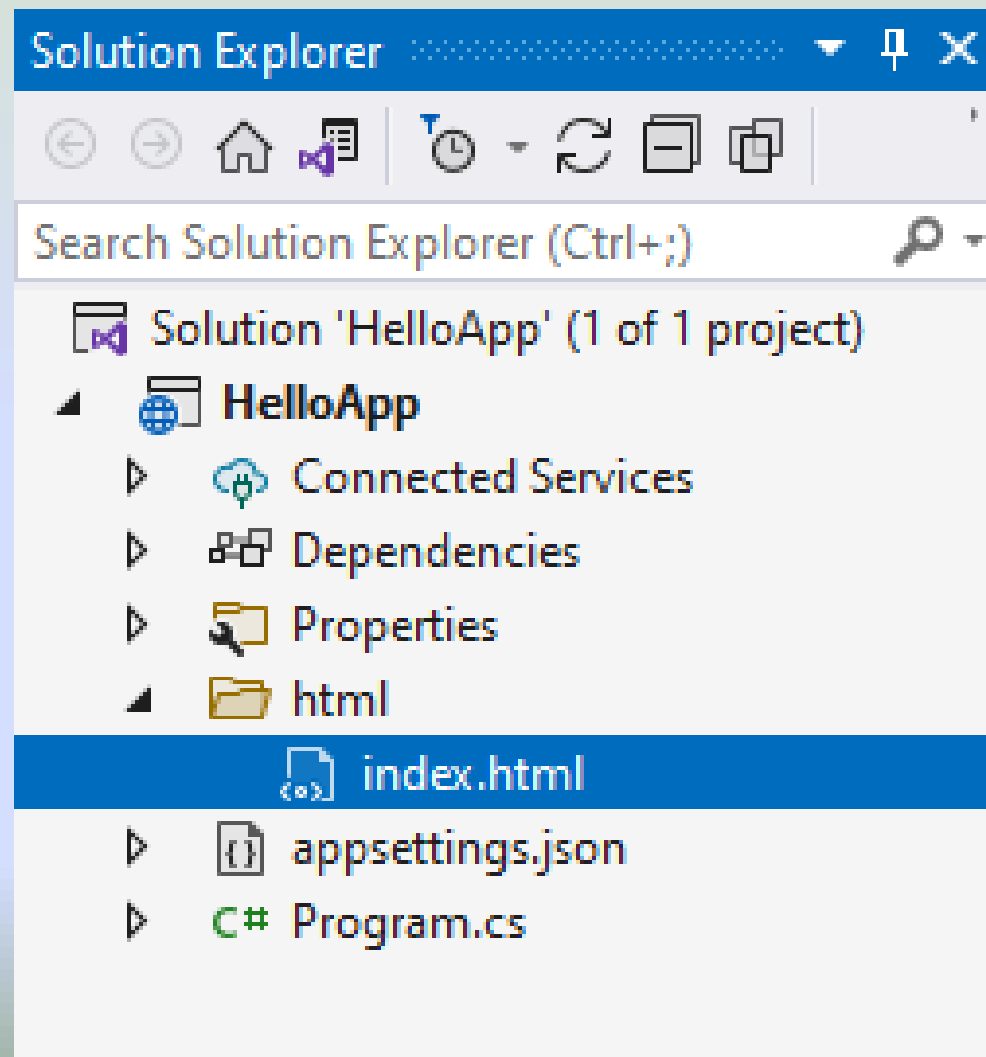 Solution Explorer
Search Solution Explorer (Ctrl+;)
Solution 'HelloApp' (1 of 1 project)
HelloApp
Connected Services
Dependencies
Properties
html
index.html
appsettings.json
C# Program.cs